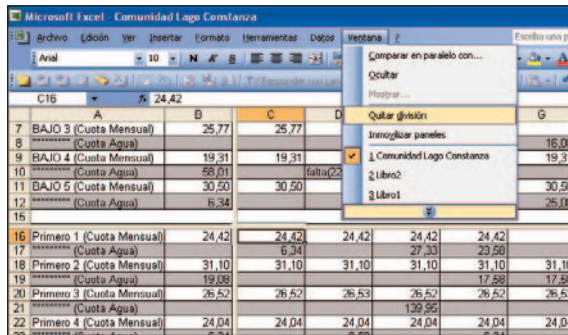 Microsoft Excel - Comunidad Lago Constanza
Archivo Edición Ver Insertar Formato Herramientas Datos Ventana ? Escriba una p
Arial 10 N K S
Responder con
C16 fx 24,42
A B C D G
7 BAJO 3 (Cuota Mensual) 25,77 25,77
8 ********* (Cuota Agua) 16,0
9 BAJO 4 (Cuota Mensual) 19,31 19,31 19,3
10 ********* (Cuota Agua) 58,01 falta(22
11 BAJO 5 (Cuota Mensual) 30,50 30,50 30,5
12 ********* (Cuota Agua) 6,34 25,0
15
16 Primero 1 (Cuota Mensual) 24,42 24,42 24,42 24,42 24,42
17 ********* (Cuota Agua) 6,34 27,33 23,58
18 Primero 2 (Cuota Mensual) 31,10 31,10 31,10 31,10 31,10 31,1
19 ********* (Cuota Agua) 19,08 17,58 17,5
20 Primero 3 (Cuota Mensual) 26,52 26,52 26,53 26,52 26,52 26,5
21 ********* (Cuota Agua) 139,95
22 Primero 4 (Cuota Mensual) 24,04 24,04 24,04 24,04 24,04 24,0
Comparar en paralelo con...
Ocultar
Mostrar...
Quitar división
Inmovilizar paneles
1 Comunidad Lago Constanza
2 Libro2
3 Libro1